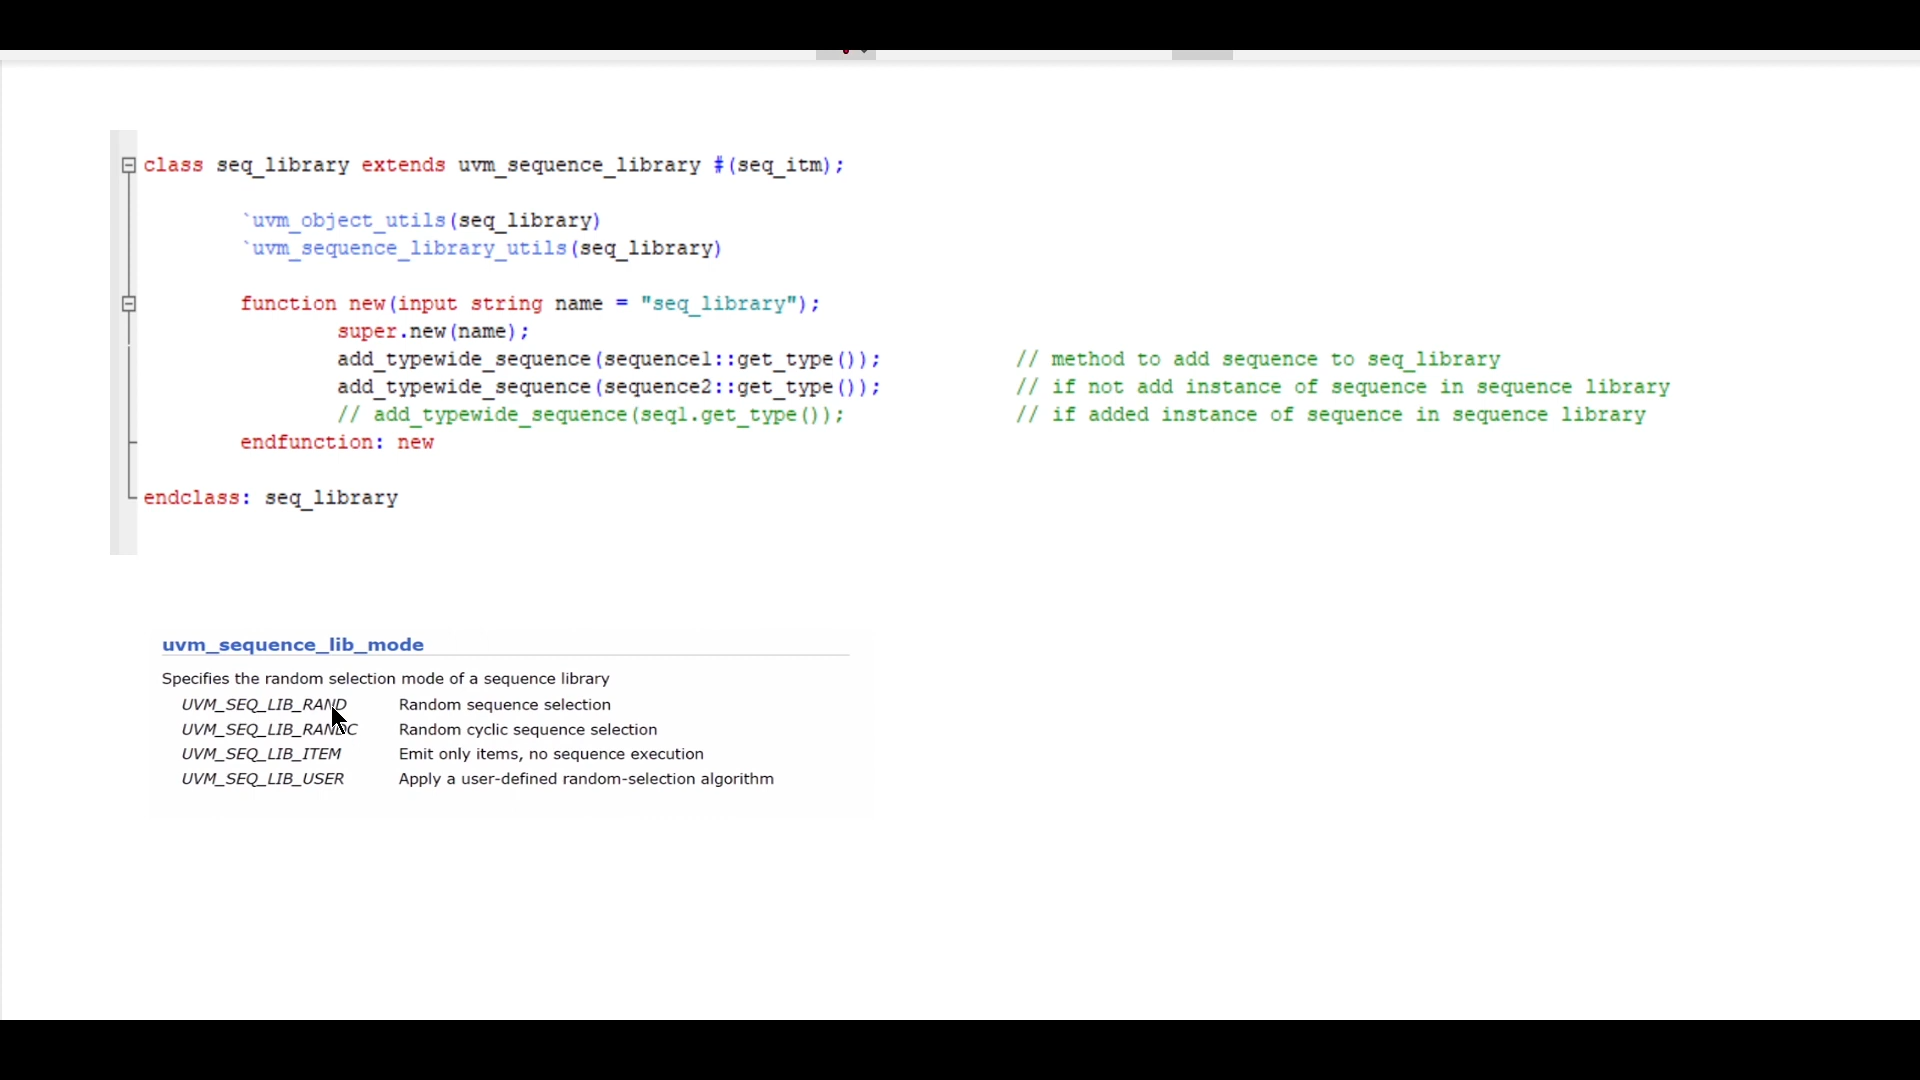 class seq_library extends uvm_sequence_library #(seq_itm);
`uvm_object_utils(seq_library)
`uvm_sequence_library_utils(seq_library)
function new(input string name = "seq_library");
super.new(name);
add_typewide_sequence(sequence1::get_type()); // method to add sequence to seq_library
add_typewide_sequence(sequence2::get_type()); // if not add instance of sequence in sequence library
// add_typewide_sequence(seq1.get_type()); // if added instance of sequence in sequence library
endfunction: new
endclass: seq_library
uvm_sequence_lib_mode
Specifies the random selection mode of a sequence library
UVM_SEQ_LIB_RAND Random sequence selection
UVM_SEQ_LIB_RANDC Random cyclic sequence selection
UVM_SEQ_LIB_ITEM Emit only items, no sequence execution
UVM_SEQ_LIB_USER Apply a user-defined random-selection algorithm